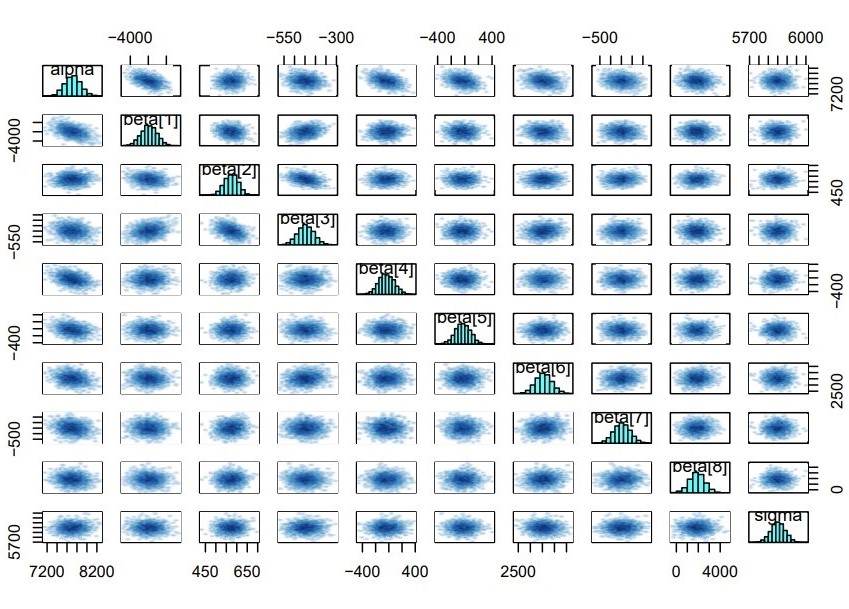 −4000 −550 −300 −400 400 −500 5700 6000
alpha
7200
−4000
beta[1]
beta[2]
450
−550
beta[3]
beta[4]
−400
−400
beta[5]
beta[6]
2500
−500
beta[7]
beta[8]
0
5700
sigma
7200 8200 450 650 −400 400 2500 0 4000